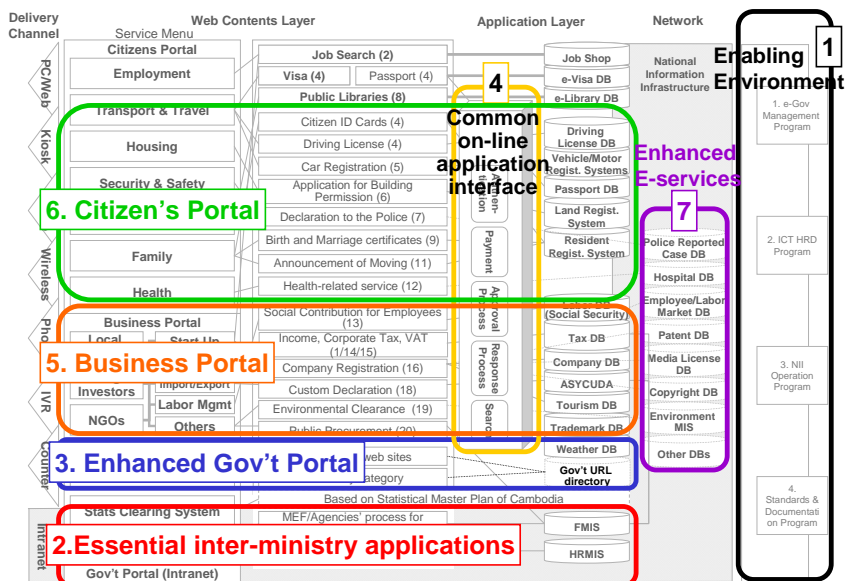 Delivery
Channel
Web Contents Layer
Application Layer
Network
Service Menu
Citizens Portal
Employment
Transport & Travel
Housing
Security & Safety
Family
Health
Business Portal
Local
Start Up
Investors
Import/Export
Labor Mgmt
NGOs
Others
Stats Clearing System
Gov't Portal (Intranet)
PC/Web
Kiosk
Wireless
Pho
IVR
Counter
Intranet
Job Search (2)
Visa (4)
Passport (4)
Public Libraries (8)
Citizen ID Cards (4)
Driving License (4)
Car Registration (5)
Application for Building
Permission (6)
Declaration to the Police (7)
Birth and Marriage certificates (9)
Announcement of Moving (11)
Health-related service (12)
Social Contribution for Employees
(13)
Income, Corporate Tax, VAT
(1/14/15)
Company Registration (16)
Custom Declaration (18)
Environmental Clearance (19)
Public Procurement (20)
web sites
category
Based on Statistical Master Plan of Cambodia
MEF/Agencies' process for
4
Common
on-line
application
interface
Payment
Approval
Process
Response
Process
Search
Job Shop
e-Visa DB
e-Library DB
Driving
License DB
Vehicle/Motor
Regist. Systems
Passport DB
Land Regist.
System
Resident
Regist. System
(Social Security)
Tax DB
Company DB
ASYCUDA
Tourism DB
Trademark DB
Weather DB
Gov't URL
directory
FMIS
HRMIS
National
Information
Infrastructure
Enhanced
E-services
7
Police Reported
Case DB
Hospital DB
Employee/Labor
Market DB
Patent DB
Media License
DB
Copyright DB
Environment
MIS
Other DBs
1
Enabling
Environment
1. e-Gov
Management
Program
2. ICT HRD
Program
3. NII
Operation
Program
4.
Standards &
Documentati
on Program
6. Citizen's Portal
5. Business Portal
3. Enhanced Gov't Portal
2.Essential inter-ministry applications